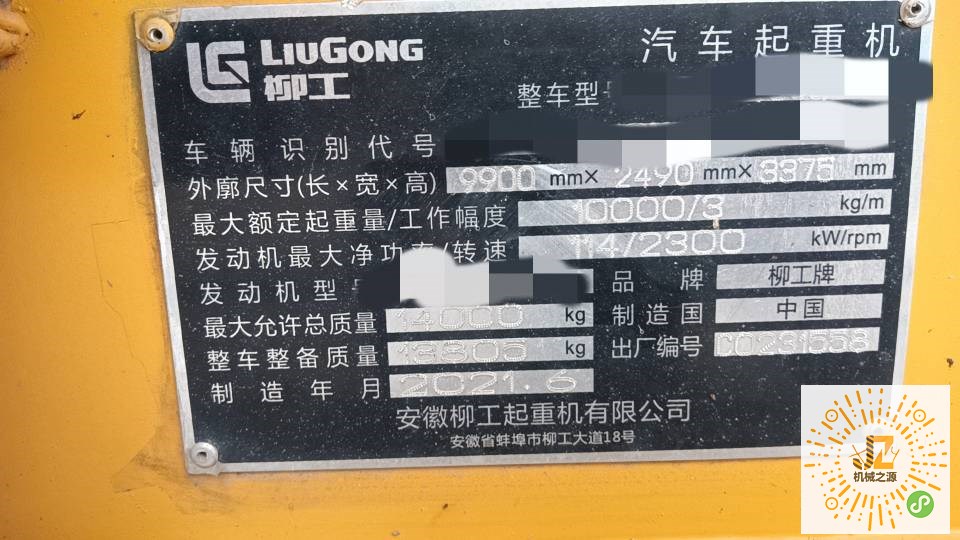 LIUGONG
柳工
汽车起重机
整车型号
车辆识别代号
外廓尺寸(长×宽×高) 9900 mm× 2490 mm× 3375 mm
最大额定起重量/工作幅度 10000/3 kg/m
发动机最大净功率/转速 114/2300 kW/rpm
发动机型号 品牌 柳工牌
最大允许总质量 14000 kg 制造国 中国
整车整备质量 13805 kg 出厂编号 C0231558
制造年月 2021.6
安徽柳工起重机有限公司
安徽省蚌埠市柳工大道18号
机械之源